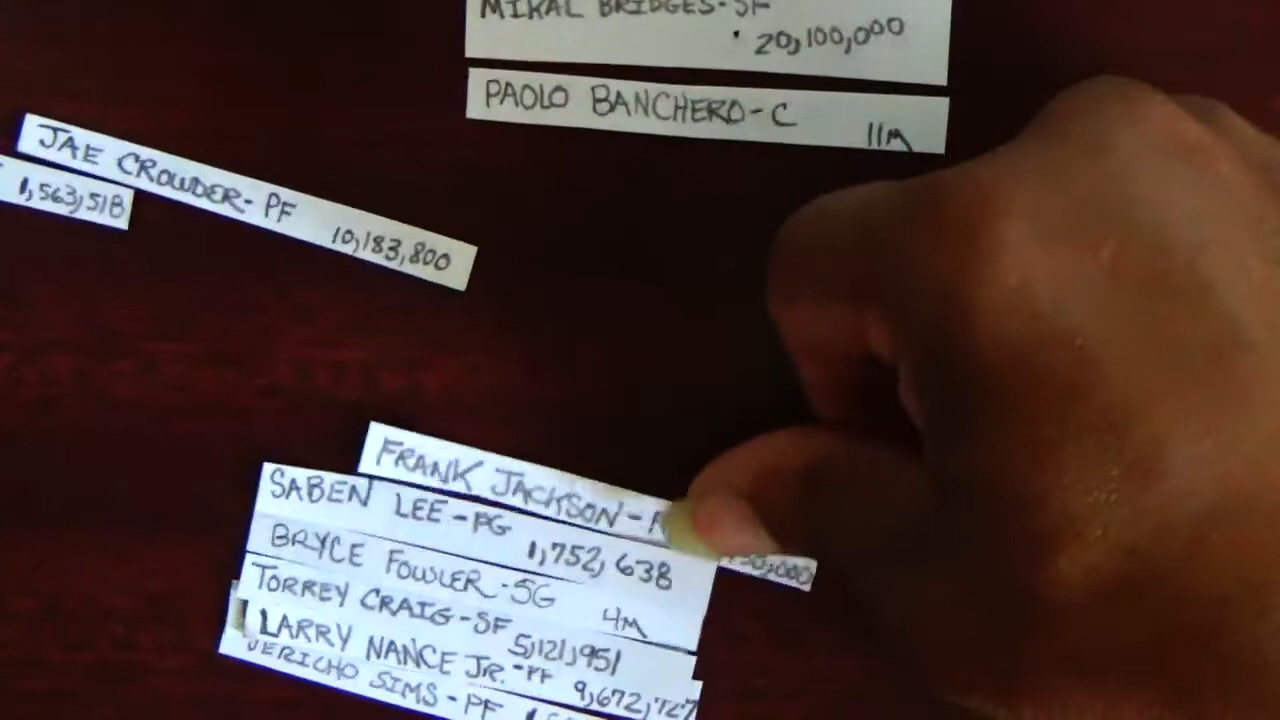 MIKAL BRIDGES-SF
20,100,000
PAOLO BANCHERO-C
11M
JAE CROWDER-PF
10,183,800
1,563,518
FRANK JACKSON-
SABEN LEE-PG
1,752,638
BRYCE FOWLER-SG
4M
TORREY CRAIG-SF
5,121,951
LARRY NANCE JR.-PF
9,672,727
JERICHO SIMS-PF